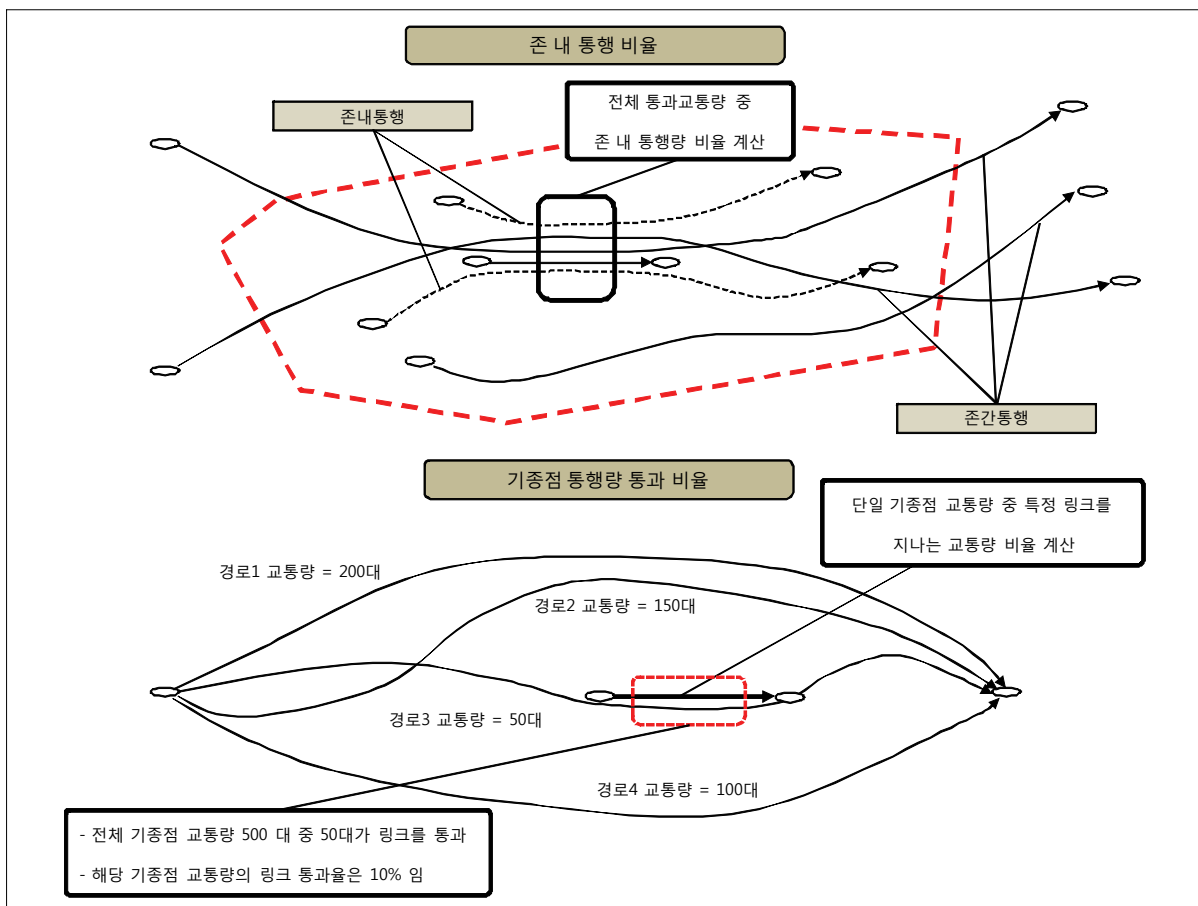 존 내 통행 비율
존내통행
전체 통과교통량 중
존 내 통행량 비율 계산
존간통행
기종점 통행량 통과 비율
단일 기종점 교통량 중 특정 링크를
지나는 교통량 비율 계산
경로1 교통량 = 200대
경로2 교통량 = 150대
경로3 교통량 = 50대
경로4 교통량 = 100대
- 전체 기종점 교통량 500 대 중 50대가 링크를 통과
- 해당 기종점 교통량의 링크 통과율은 10% 임